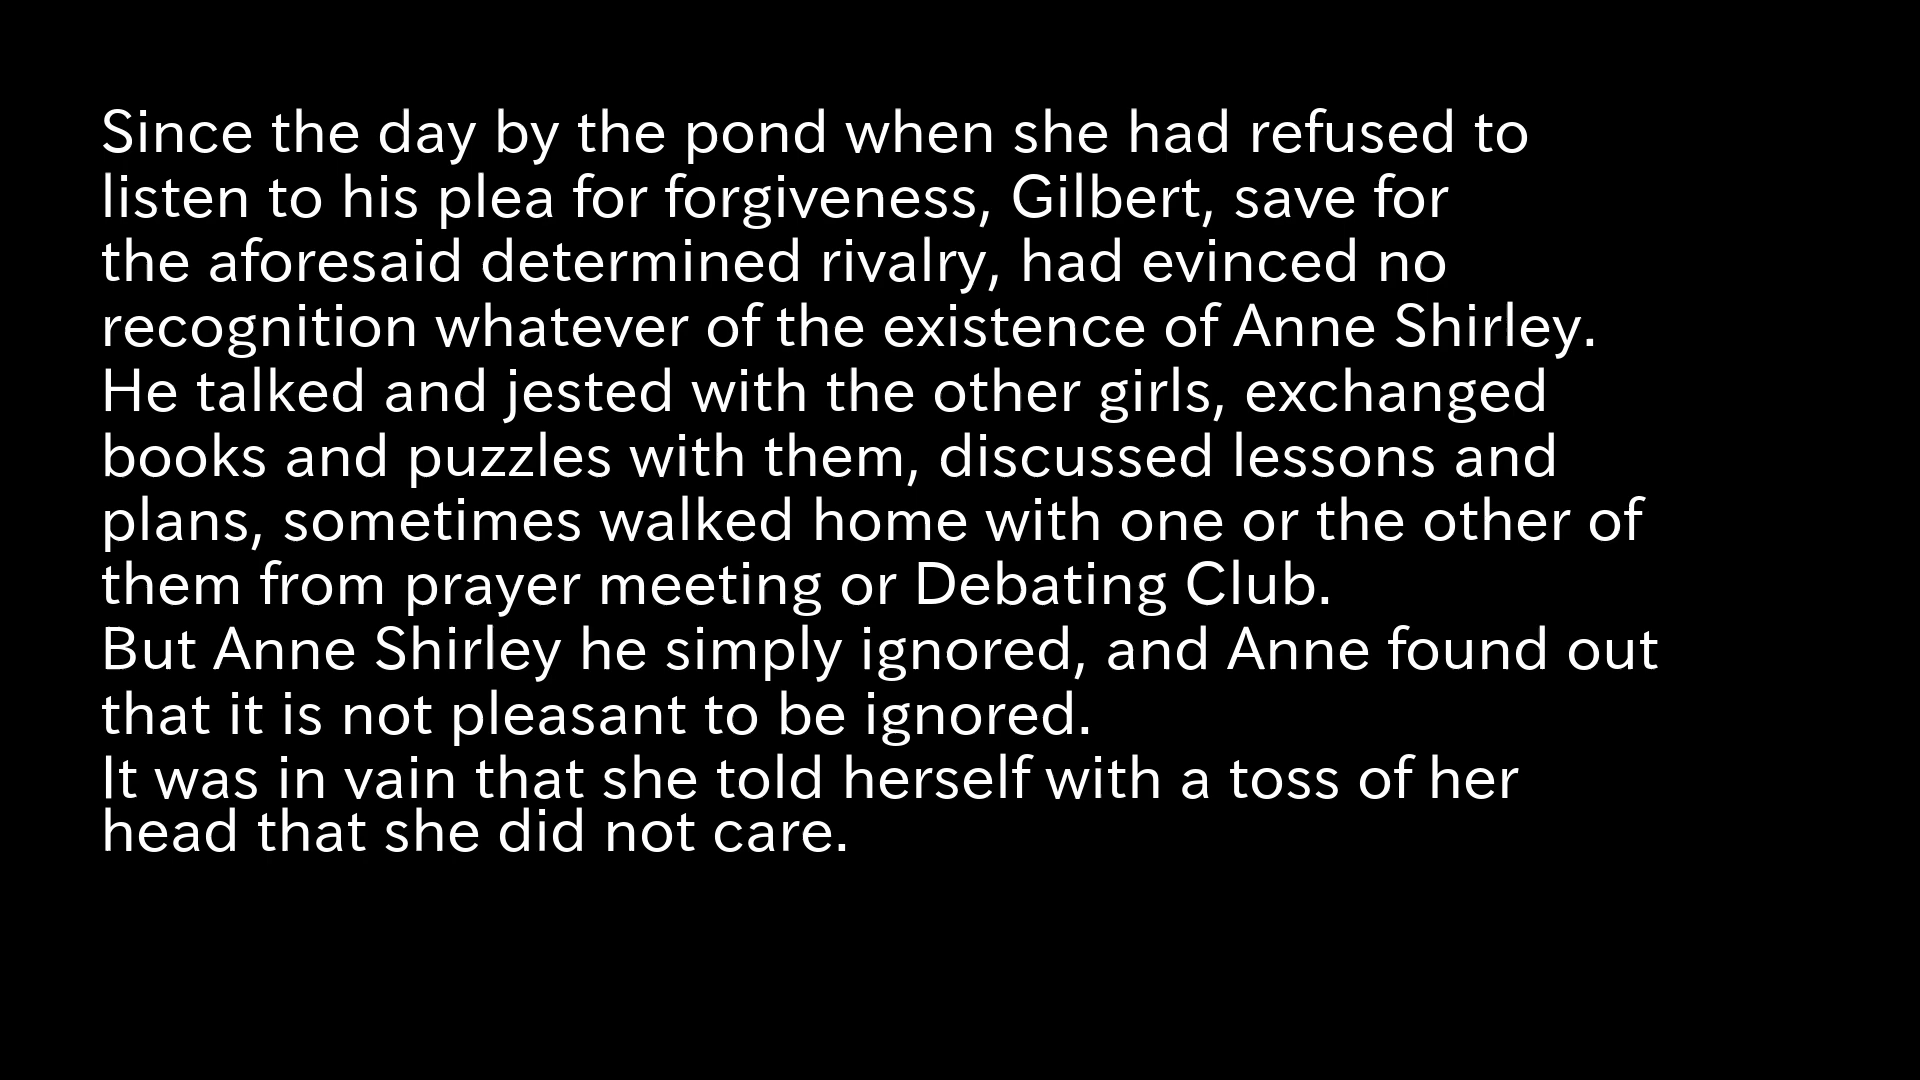 Since the day by the pond when she had refused to
listen to his plea for forgiveness, Gilbert, save for
the aforesaid determined rivalry, had evinced no
recognition whatever of the existence of Anne Shirley.
He talked and jested with the other girls, exchanged
books and puzzles with them, discussed lessons and
plans, sometimes walked home with one or the other of
them from prayer meeting or Debating Club.
But Anne Shirley he simply ignored, and Anne found out
that it is not pleasant to be ignored.
It was in vain that she told herself with a toss of her
head that she did not care.